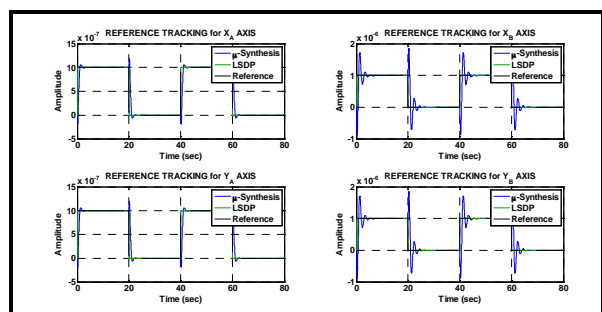 REFERENCE TRACKING for X_A AXIS
x 10^-7
15
10
5
0
-5
0 20 40 60 80
Amplitude
Time (sec)
μ-Synthesis
LSDP
Reference
REFERENCE TRACKING for X_B AXIS
x 10^-6
2
1
0
-1
0 20 40 60 80
Amplitude
Time (sec)
μ-Synthesis
LSDP
Reference
REFERENCE TRACKING for Y_A AXIS
x 10^-7
15
10
5
0
-5
0 20 40 60 80
Amplitude
Time (sec)
μ-Synthesis
LSDP
Reference
REFERENCE TRACKING for Y_B AXIS
x 10^-6
2
1
0
-1
0 20 40 60 80
Amplitude
Time (sec)
μ-Synthesis
LSDP
Reference